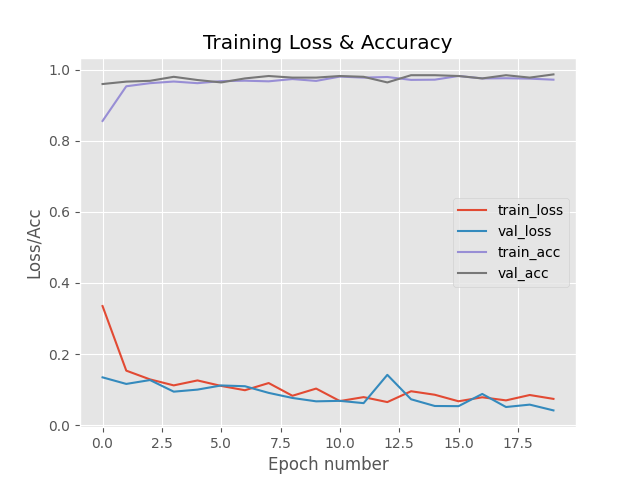 Training Loss & Accuracy
1.0
0.8
0.6
0.4
0.2
0.0
Loss/Acc
train_loss
val_loss
train_acc
val_acc
0.0 2.5 5.0 7.5 10.0 12.5 15.0 17.5
Epoch number